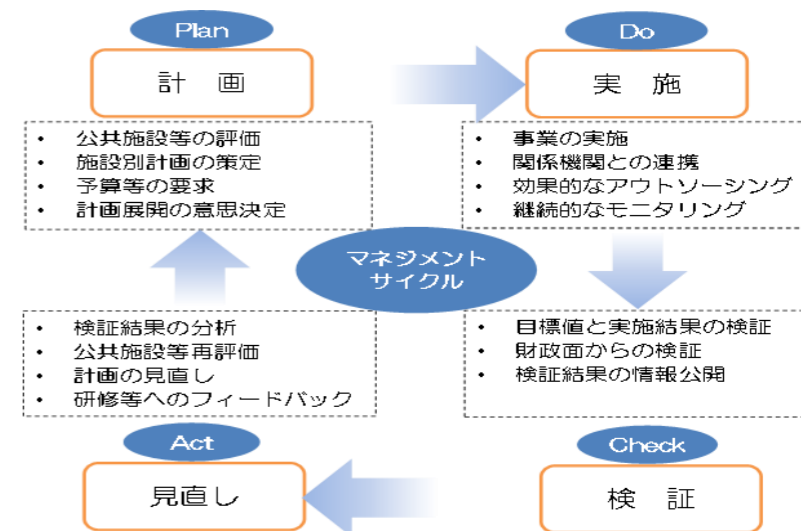 Plan
計　画
・ 公共施設等の評価
・ 施設別計画の策定
・ 予算等の要求
・ 計画展開の意思決定
Do
実　施
・ 事業の実施
・ 関係機関との連携
・ 効果的なアウトソーシング
・ 継続的なモニタリング
マネジメント
サイクル
・ 検証結果の分析
・ 公共施設等再評価
・ 計画の見直し
・ 研修等へのフィードバック
Act
見直し
・ 目標値と実施結果の検証
・ 財政面からの検証
・ 検証結果の情報公開
Check
検　証